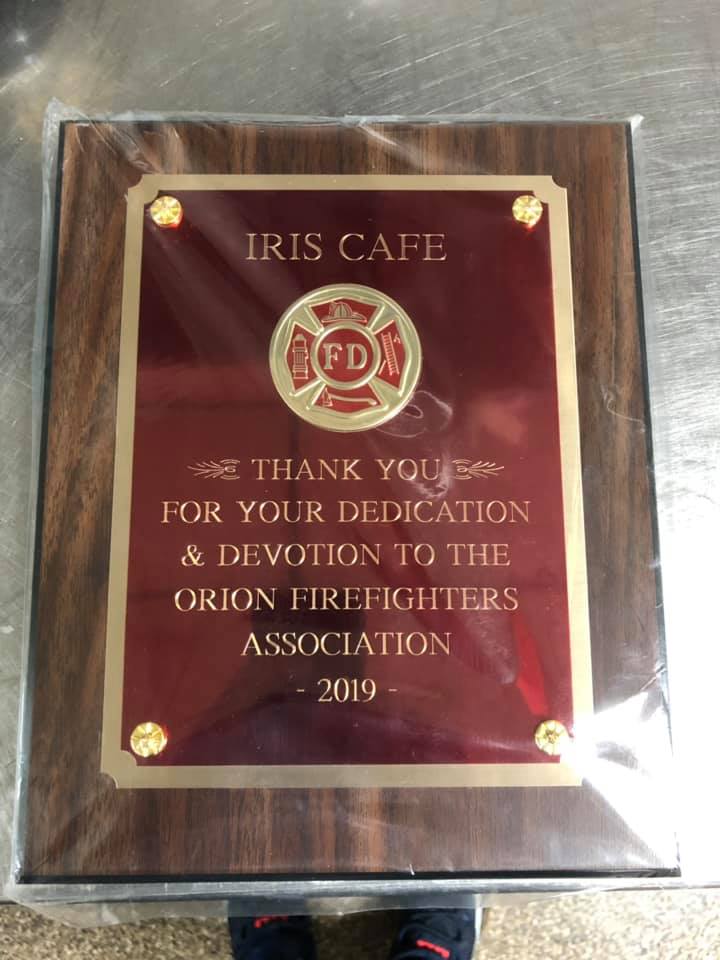 IRIS CAFE
FD
THANK YOU
FOR YOUR DEDICATION
& DEVOTION TO THE
ORION FIREFIGHTERS
ASSOCIATION
- 2019 -